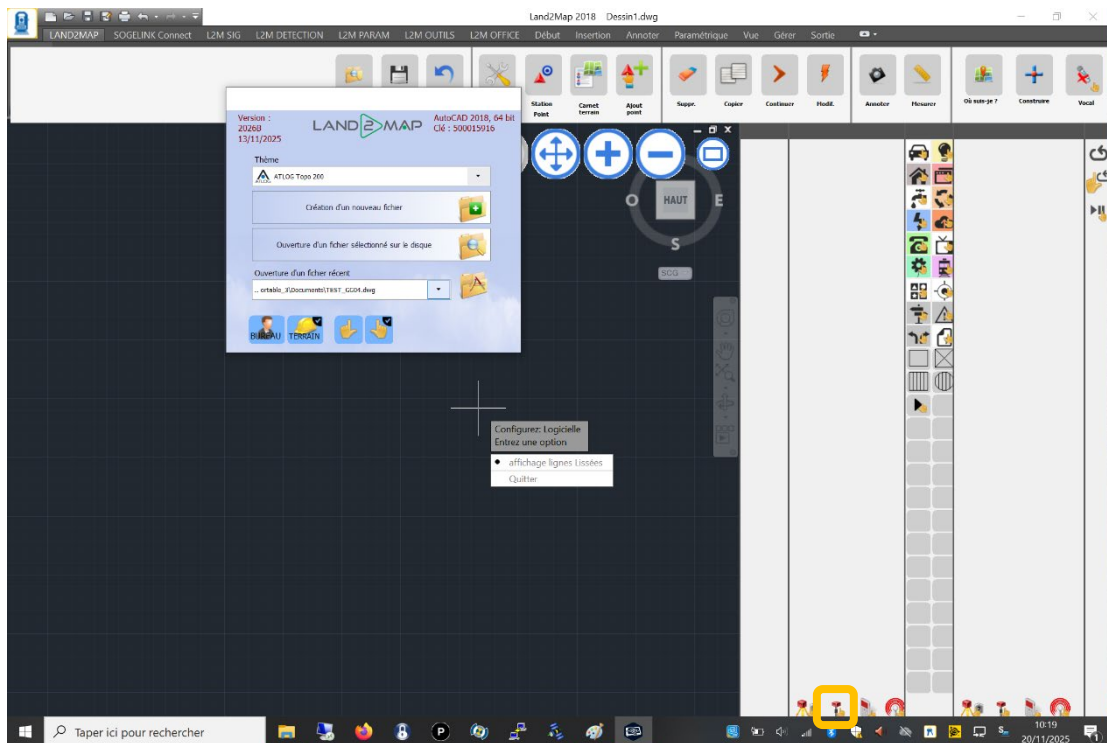 Land2Map 2018 Dessin1.dwg
LAND2MAP SOGELINK Connect L2M SIG L2M DETECTION L2M PARAM L2M OUTILS L2M OFFICE Début Insertion Annoter Paramétrique Vue Gérer Sortie
Station Point
Carnet terrain
Ajout point
Suppr.
Copier
Continuer
Modif.
Annoter
Mesurer
Où suis-je ?
Construire
Vocal
Version :
2026D
13/11/2025
LAND2MAP
AutoCAD 2018, 64 bit
Clé : 500015916
Thème
ATLOG Topo 200
Création d'un nouveau fichier
Ouverture d'un fichier sélectionné sur le disque
Ouverture d'un fichier récent
.. ortable_3\Documents\TEST_GG04.dwg
BUREAU TERRAIN
O HAUT E
S
SCG
Configurez: Logicielle
Entrez une option
affichage lignes Lissées
Quitter
Taper ici pour rechercher
10:19
20/11/2025